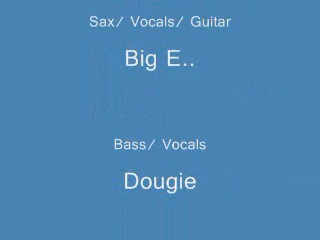 Sax/ Vocals/ Guitar
Big E..
Bass/ Vocals
Dougie